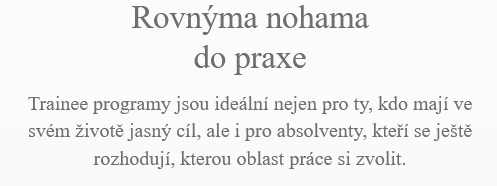 Rovnýma nohama
do praxe
Trainee programy jsou ideální nejen pro ty, kdo mají ve
svém životě jasný cíl, ale i pro absolventy, kteří se ještě
rozhodují, kterou oblast práce si zvolit.